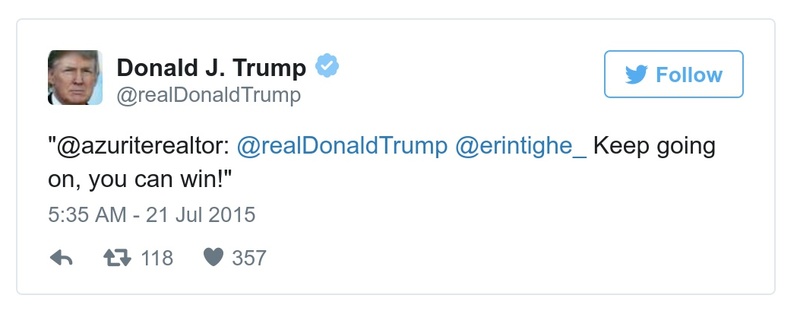 Donald J. Trump
Follow
@realDonaldTrump
"@azuriterealtor: @realDonaldTrump @erintighe_ Keep going
on, you can win!"
5:35 AM - 21 Jul 2015
118 357